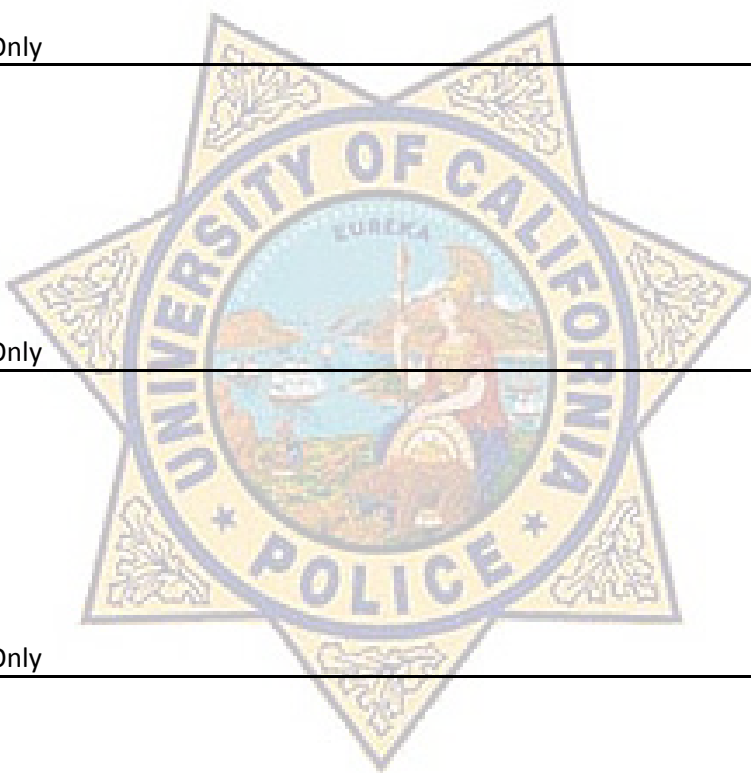 Only
UNIVERSITY OF CALIFORNIA
EUREKA
Only
POLICE
Only